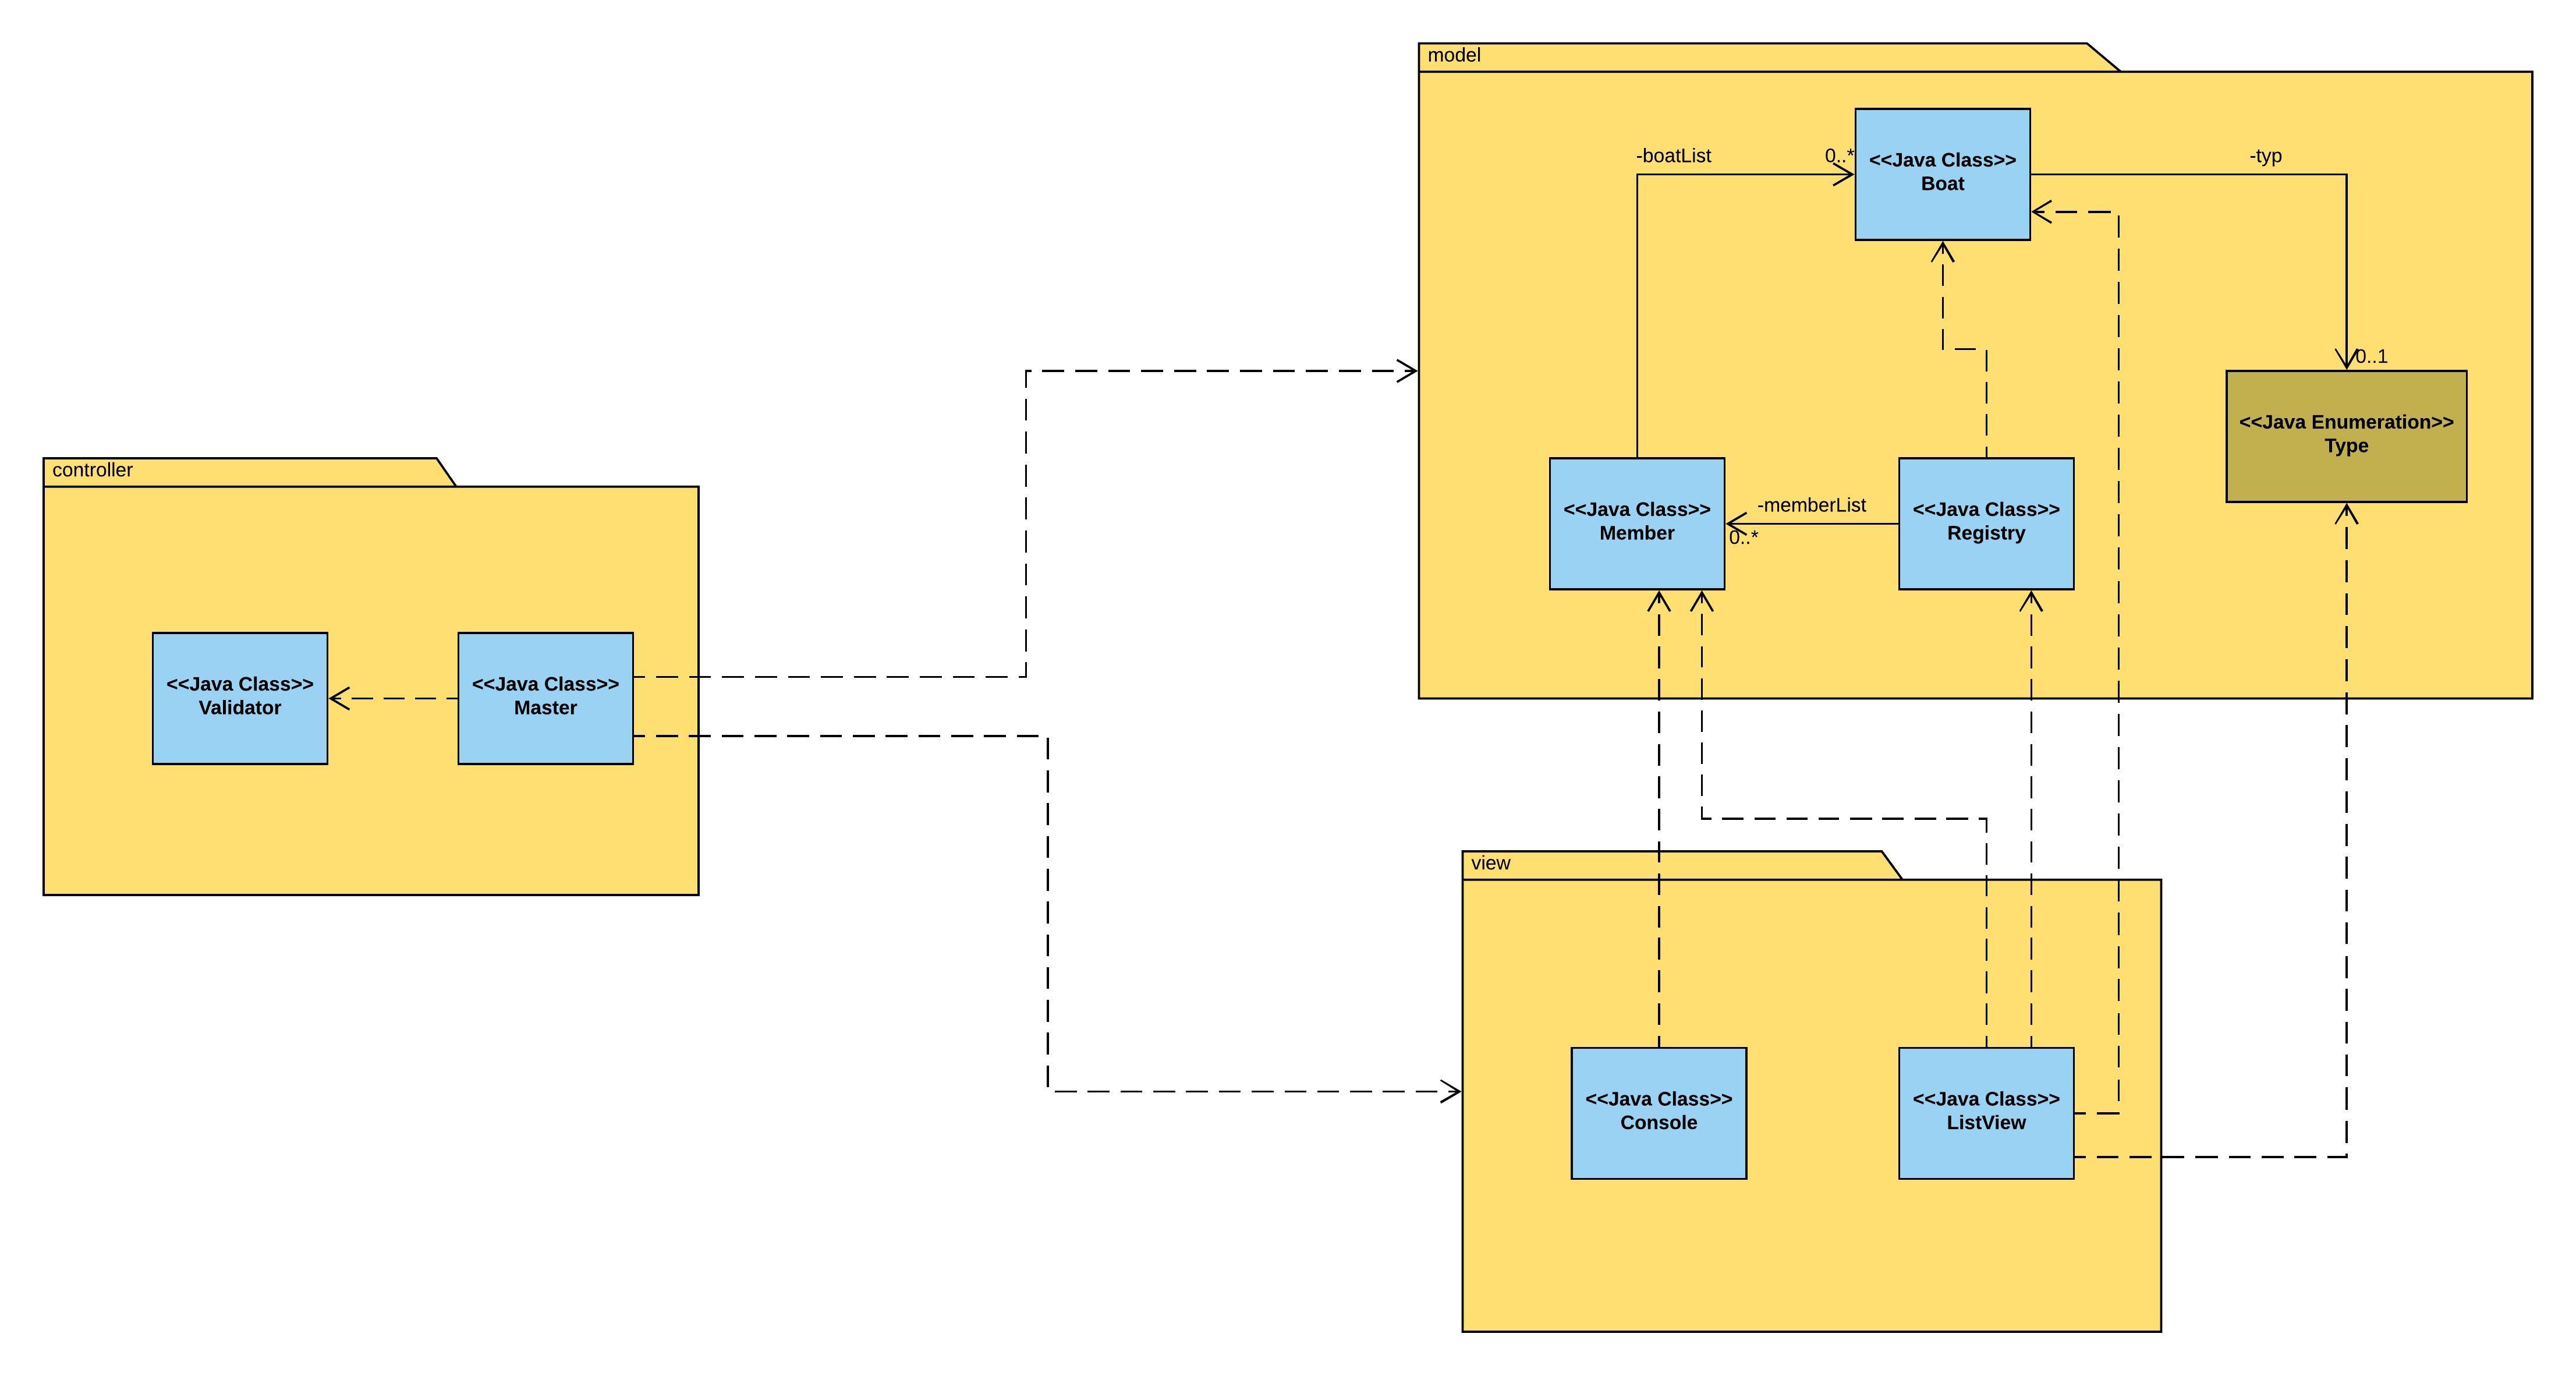 model
-boatList
0..*
<<Java Class>>
Boat
-typ
0..1
<<Java Enumeration>>
Type
<<Java Class>>
Member
-memberList
0..*
<<Java Class>>
Registry
controller
<<Java Class>>
Validator
<<Java Class>>
Master
view
<<Java Class>>
Console
<<Java Class>>
ListView